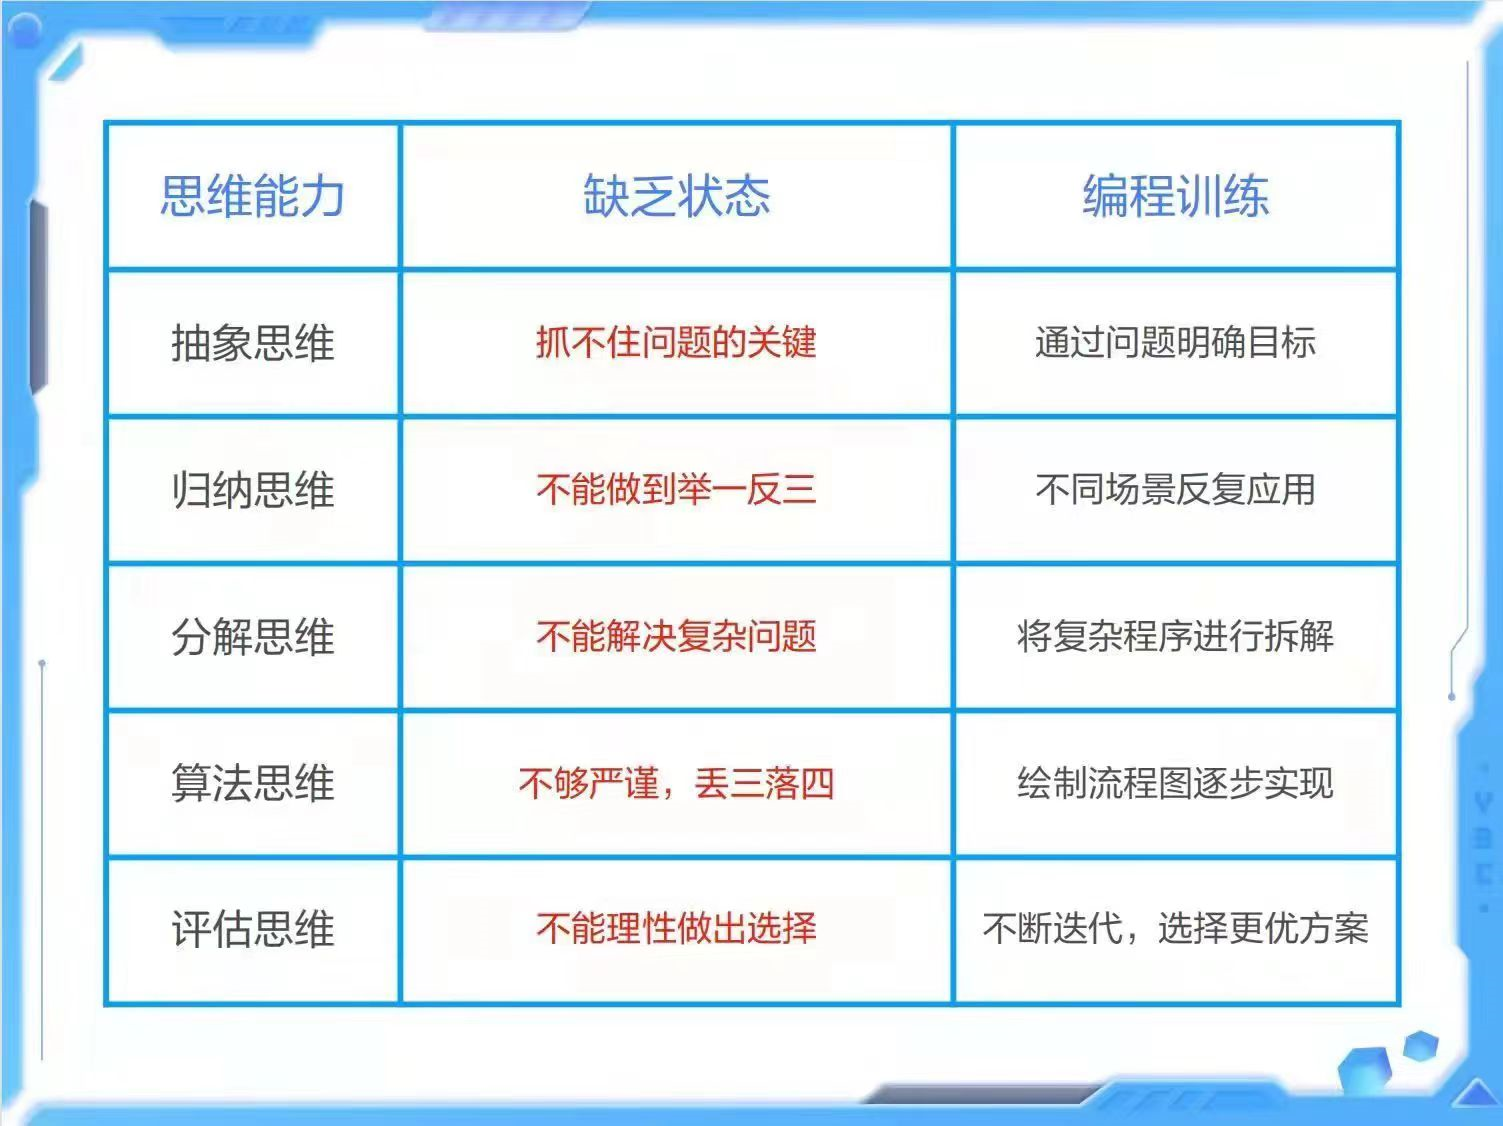 思维能力 缺乏状态 编程训练
抽象思维 抓不住问题的关键 通过问题明确目标
归纳思维 不能做到举一反三 不同场景反复应用
分解思维 不能解决复杂问题 将复杂程序进行拆解
算法思维 不够严谨，丢三落四 绘制流程图逐步实现
评估思维 不能理性做出选择 不断迭代，选择更优方案